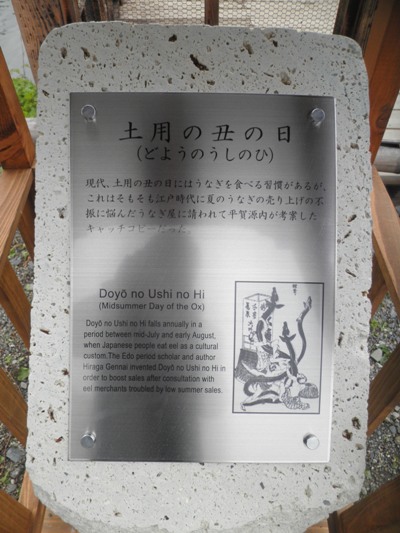 土用の丑の日
(どようのうしのひ)
現代、土用の丑の日にはうなぎを食べる習慣があるが、
これはそもそも江戸時代に夏のうなぎの売り上げの不
振に悩んだうなぎ屋に請われて平賀源内が考案した
キャッチコピー
Doyō no Ushi no Hi
(Midsummer Day of the Ox)
Doyō no Ushi no Hi falls annually in a
period between mid-July and early August,
when Japanese people eat eel as a cultural
custom.The Edo period scholar and author
Hiraga Gennai invented Doyō no Ushi no Hi in
order to boost sales after consultation with
eel merchants troubled by low summer sales.